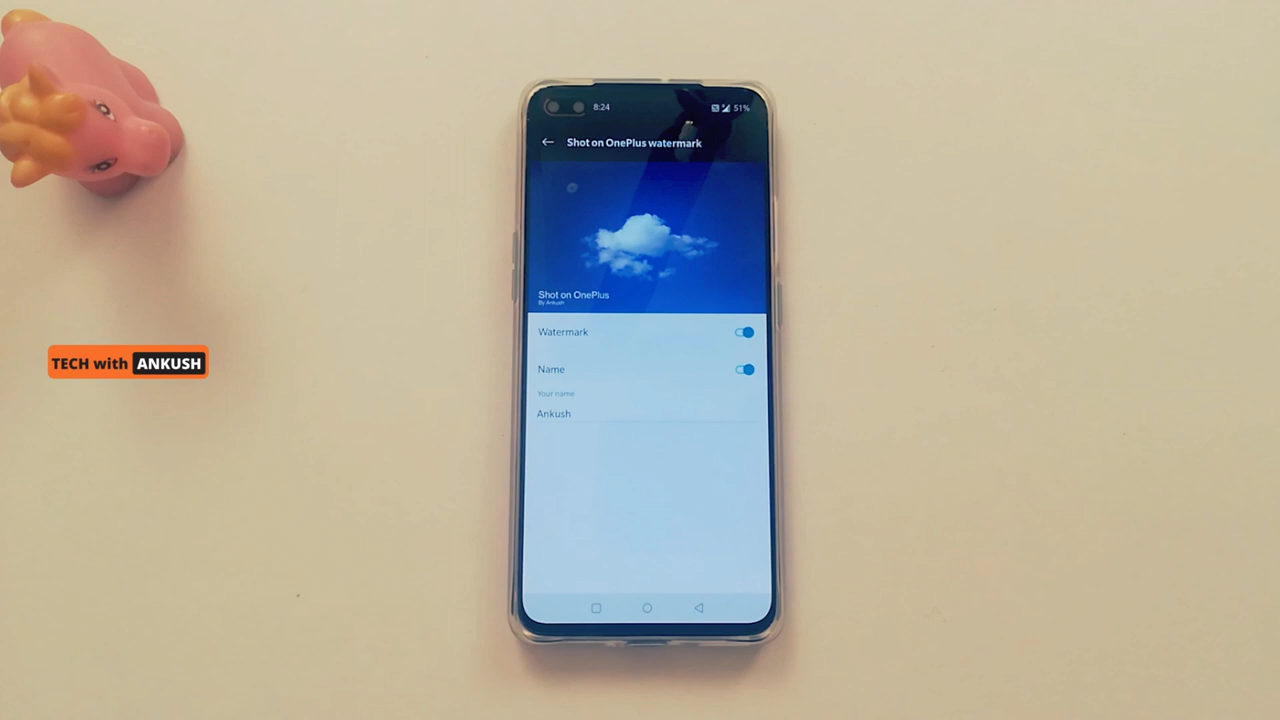 8:24
51%
Shot on OnePlus watermark
Shot on OnePlus
By Ankush
Watermark
Name
Your name
Ankush
TECH with ANKUSH